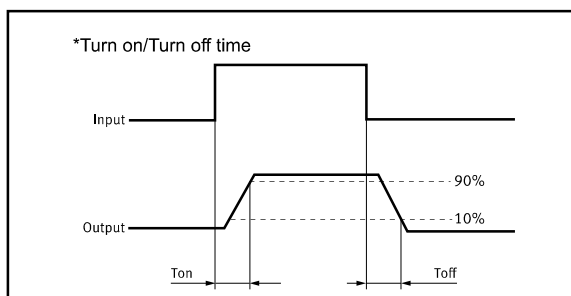 *Turn on/Turn off time
Input
90%
10%
Output
Ton
Toff